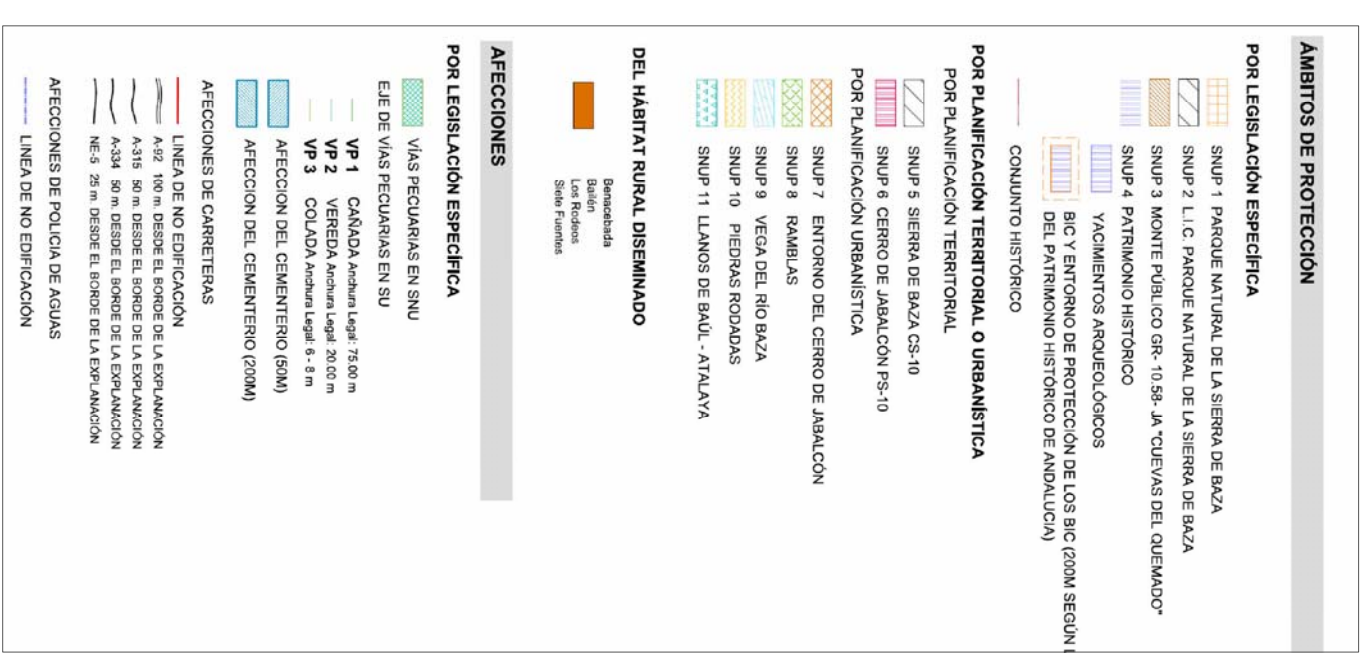 ÁMBITOS DE PROTECCIÓN
POR LEGISLACIÓN ESPECÍFICA
SNUP 1 PARQUE NATURAL DE LA SIERRA DE BAZA
SNUP 2 L.I.C. PARQUE NATURAL DE LA SIERRA DE BAZA
SNUP 3 MONTE PÚBLICO GR- 10.58- JA "CUEVAS DEL QUEMADO"
SNUP 4 PATRIMONIO HISTÓRICO
YACIMIENTOS ARQUEOLÓGICOS
BIC Y ENTORNO DE PROTECCIÓN DE LOS BIC (200M SEGÚN
DEL PATRIMONIO HISTÓRICO DE ANDALUCIA)
CONJUNTO HISTÓRICO
POR PLANIFICACIÓN TERRITORIAL O URBANÍSTICA
POR PLANIFICACIÓN TERRITORIAL
SNUP 5 SIERRA DE BAZA CS-10
SNUP 6 CERRO DE JABALCÓN PS-10
POR PLANIFICACIÓN URBANÍSTICA
SNUP 7 ENTORNO DEL CERRO DE JABALCÓN
SNUP 8 RAMBLAS
SNUP 9 VEGA DEL RÍO BAZA
SNUP 10 PIEDRAS RODADAS
SNUP 11 LLANOS DE BAÚL - ATALAYA
DEL HÁBITAT RURAL DISEMINADO
Benacebada
Bailén
Los Rodeos
Siete Fuentes
AFECCIONES
POR LEGISLACIÓN ESPECÍFICA
VÍAS PECUARIAS EN SNU
EJE DE VÍAS PECUARIAS EN SU
VP 1 CAÑADA Anchura Legal: 75.00 m
VP 2 VEREDA Anchura Legal: 20.00 m
VP 3 COLADA Anchura Legal: 6 - 8 m
AFECCION DEL CEMENTERIO (50M)
AFECCION DEL CEMENTERIO (200M)
AFECCIONES DE CARRETERAS
LINEA DE NO EDIFICACIÓN
A-92 100 m. DESDE EL BORDE DE LA EXPLANACIÓN
A-315 50 m. DESDE EL BORDE DE LA EXPLANACIÓN
A-334 50 m. DESDE EL BORDE DE LA EXPLANACIÓN
NE-5 25 m. DESDE EL BORDE DE LA EXPLANACIÓN
AFECCIONES DE POLICIA DE AGUAS
LINEA DE NO EDIFICACIÓN